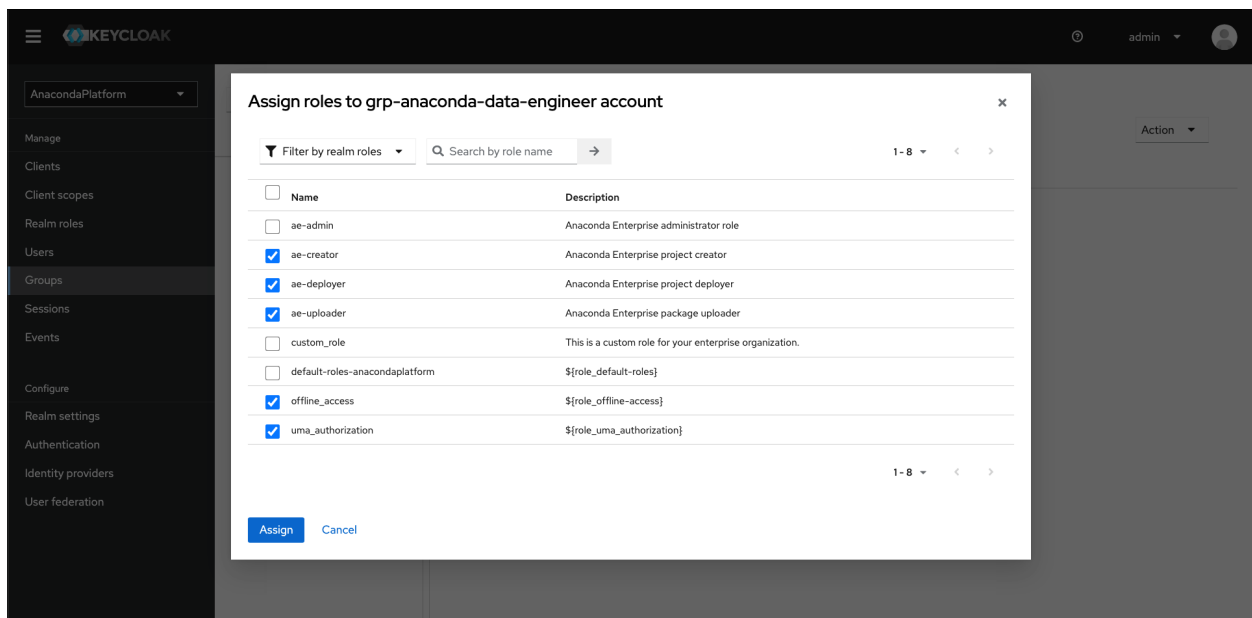 KEYCLOAK
admin
AnacondaPlatform
Manage
Clients
Client scopes
Realm roles
Users
Groups
Sessions
Events
Configure
Realm settings
Authentication
Identity providers
User federation
Action
Assign roles to grp-anaconda-data-engineer account
Filter by realm roles Search by role name 1 - 8
Name Description
ae-admin Anaconda Enterprise administrator role
ae-creator Anaconda Enterprise project creator
ae-deployer Anaconda Enterprise project deployer
ae-uploader Anaconda Enterprise package uploader
custom_role This is a custom role for your enterprise organization.
default-roles-anacondaplatform ${role_default-roles}
offline_access ${role_offline-access}
uma_authorization ${role_uma_authorization}
1 - 8
Assign Cancel